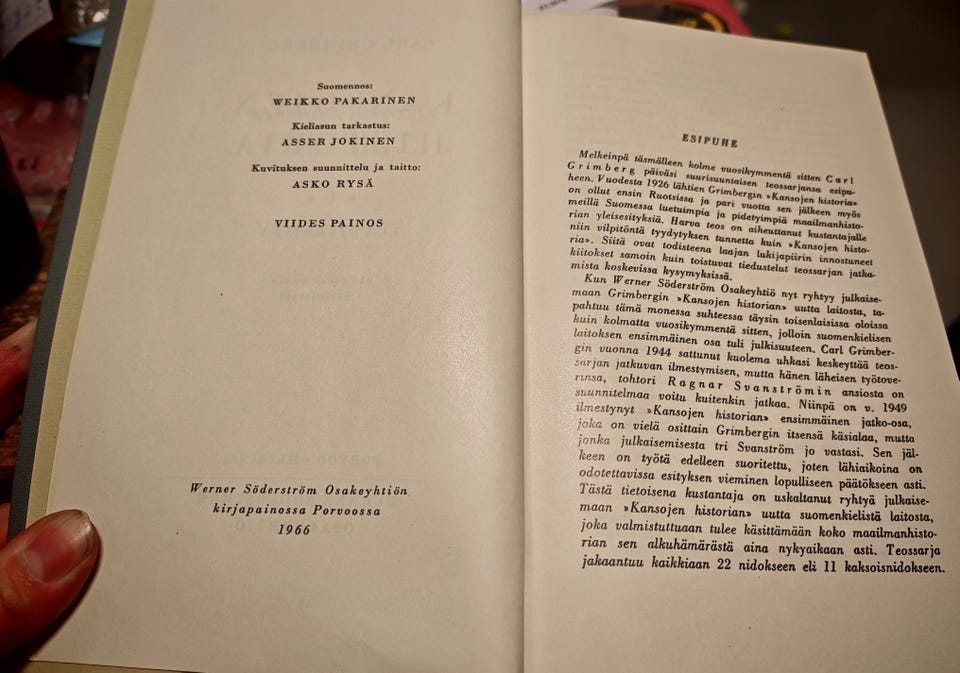 Suomennos:
WEIKKO PAKARINEN
Kieliasun tarkastus:
ASSER JOKINEN
Kuvituksen suunnittelu ja taitto:
ASKO RYSÄ
VIIDES PAINOS
Werner Söderström Osakeyhtiön
kirjapainossa Porvoossa
1966
ESIPUHE
Melkeinpä täsmälleen kolme vuosikymmentä sitten Carl
Grimberg päiväsi suurisuuntaisen teossarjansa esipu-
heen. Vuodesta 1926 lähtien Grimbergin »Kansojen historia»
on ollut ensin Ruotsissa ja pari vuotta sen jälkeen myös
meillä Suomessa luetuimpia ja pidetyimpiä maailmanhisto-
rian yleisesityksiä. Harva teos on aiheuttanut kustantajalle
niin vilpitöntä tyydytyksen tunnetta kuin »Kansojen histo-
ria». Siitä ovat todisteena laajan lukijapiirin innostuneet
kiitokset samoin kuin toistuvat tiedustelut teossarjan jatka-
mista koskevissa kysymyksissä.
Kun Werner Söderström Osakeyhtiö nyt ryhtyy julkaise-
maan Grimbergin »Kansojen historian» uutta laitosta, ta-
pahtuu tämä monessa suhteessa täysin toisenlaisissa oloissa
kuin kolmatta vuosikymmentä sitten, jolloin suomenkielisen
laitoksen ensimmäinen osa tuli julkisuuteen. Carl Grimber-
gin vuonna 1944 sattunut kuolema uhkasi keskeyttää teos-
sarjan jatkuvan ilmestymisen, mutta hänen läheisen työtove-
rinsa, tohtori Ragnar Svanströmin ansiosta on
suunnitelmaa voitu kuitenkin jatkaa. Niinpä on v. 1949
ilmestynyt »Kansojen historian» ensimmäinen jatko-osa,
joka on vielä osittain Grimbergin itsensä käsialaa, mutta
jonka julkaisemisesta tri Svanström jo vastasi. Sen jäl-
keen on työtä edelleen suoritettu, joten lähiaikoina on
odotettavissa esityksen vieminen lopulliseen päätökseen asti.
Tästä tietoisena kustantaja on uskaltanut ryhtyä julkaise-
maan »Kansojen historian» uutta suomenkielistä laitosta,
joka valmistuttuaan tulee käsittämään koko maailmanhisto-
rian sen alkuhämärästä aina nykyaikaan asti. Teossarja
jakaantuu kaikkiaan 22 nidokseen eli 11 kaksoisnidokseen.